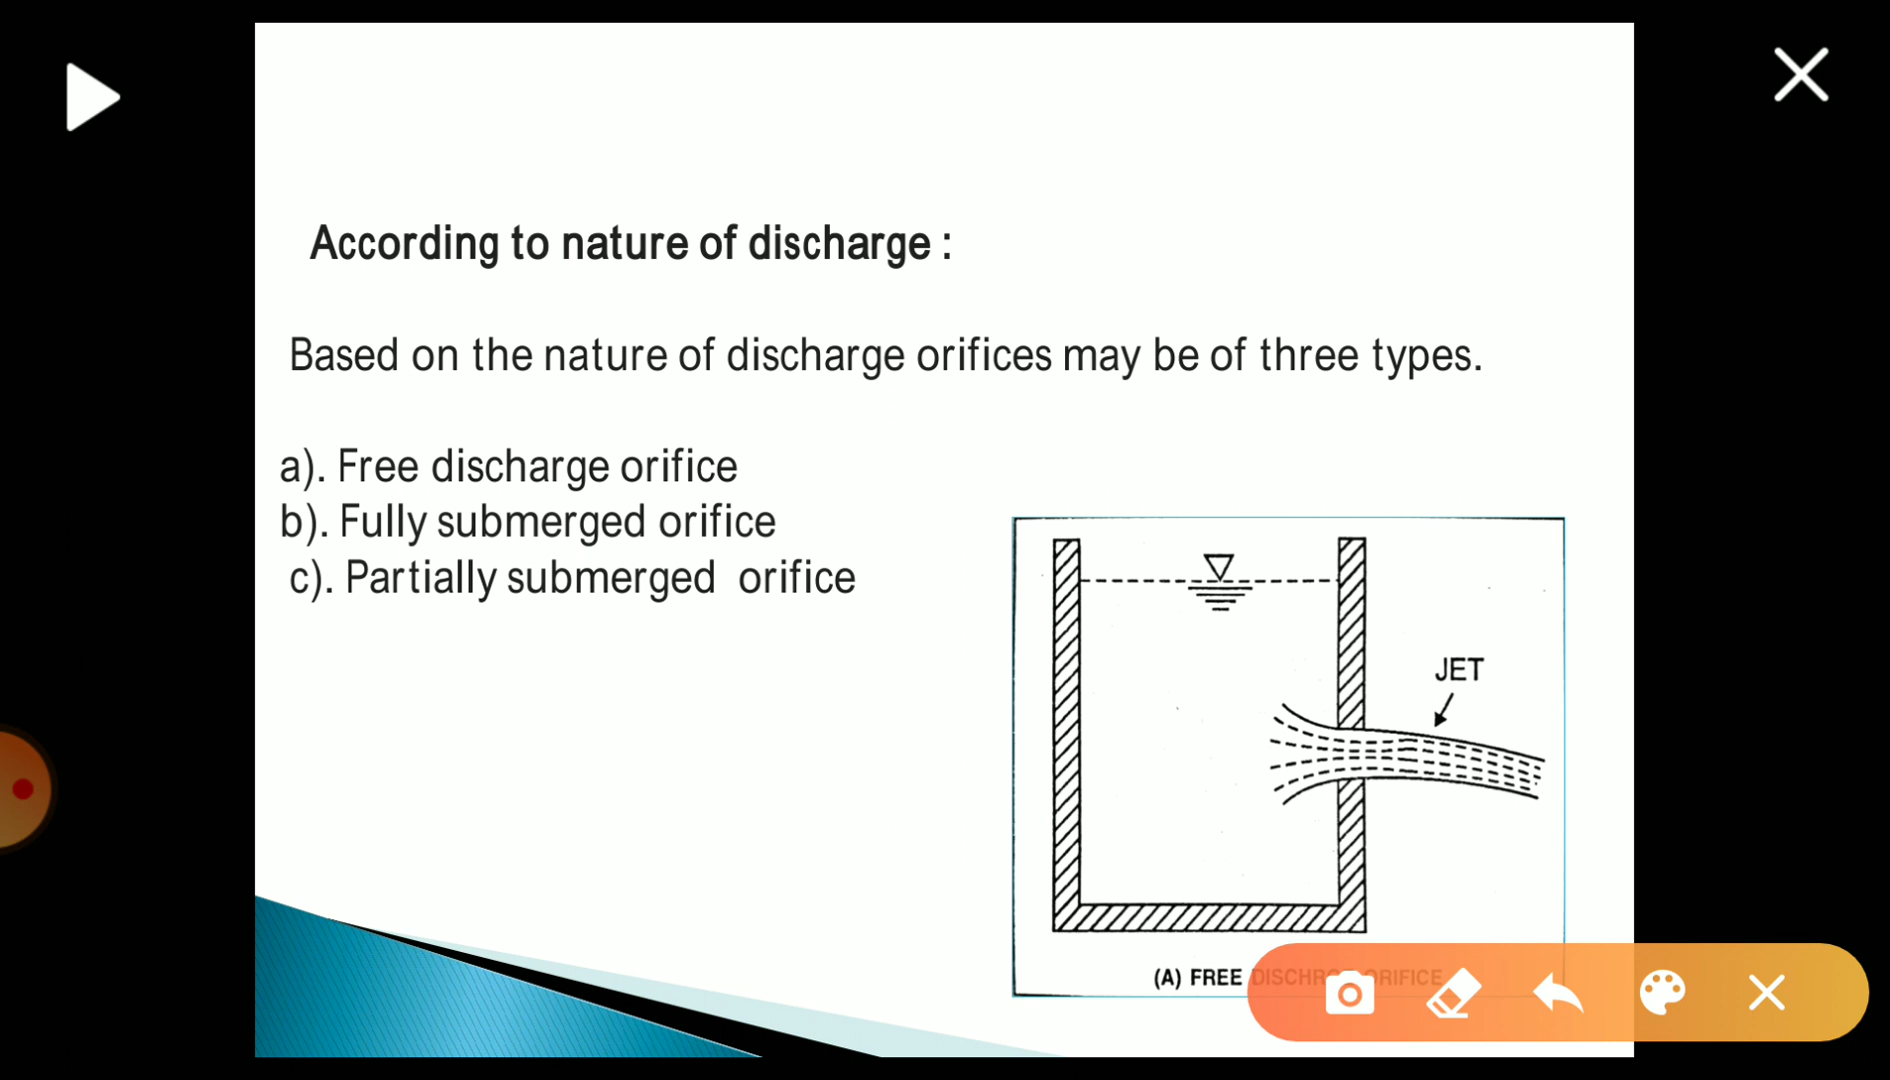 According to nature of discharge :
Based on the nature of discharge orifices may be of three types.
a). Free discharge orifice
b). Fully submerged orifice
c). Partially submerged orifice
JET
(A) FREE ORIFICE